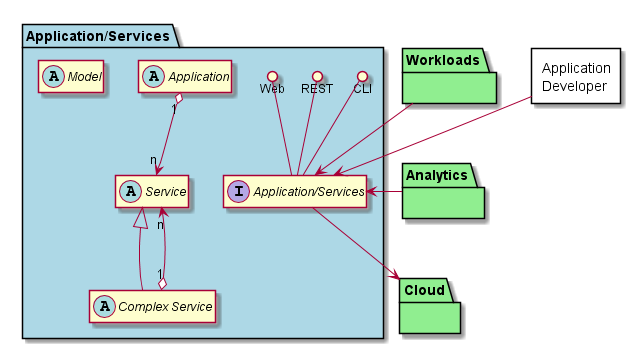 Application/Services
Workloads
Application
Developer
A Model
A Application
Web
REST
CLI
1
n
A Service
I Application/Services
Analytics
n
1
A Complex Service
Cloud